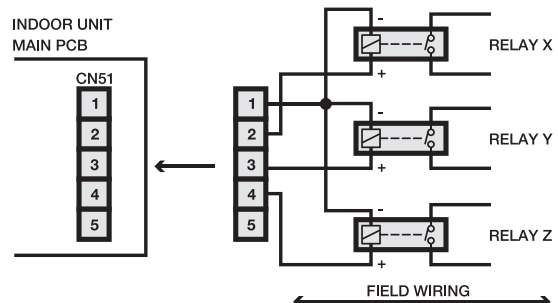 INDOOR UNIT
MAIN PCB
CN51
1
2
3
4
5
1
2
3
4
5
-
+
RELAY X
-
+
RELAY Y
-
+
RELAY Z
FIELD WIRING